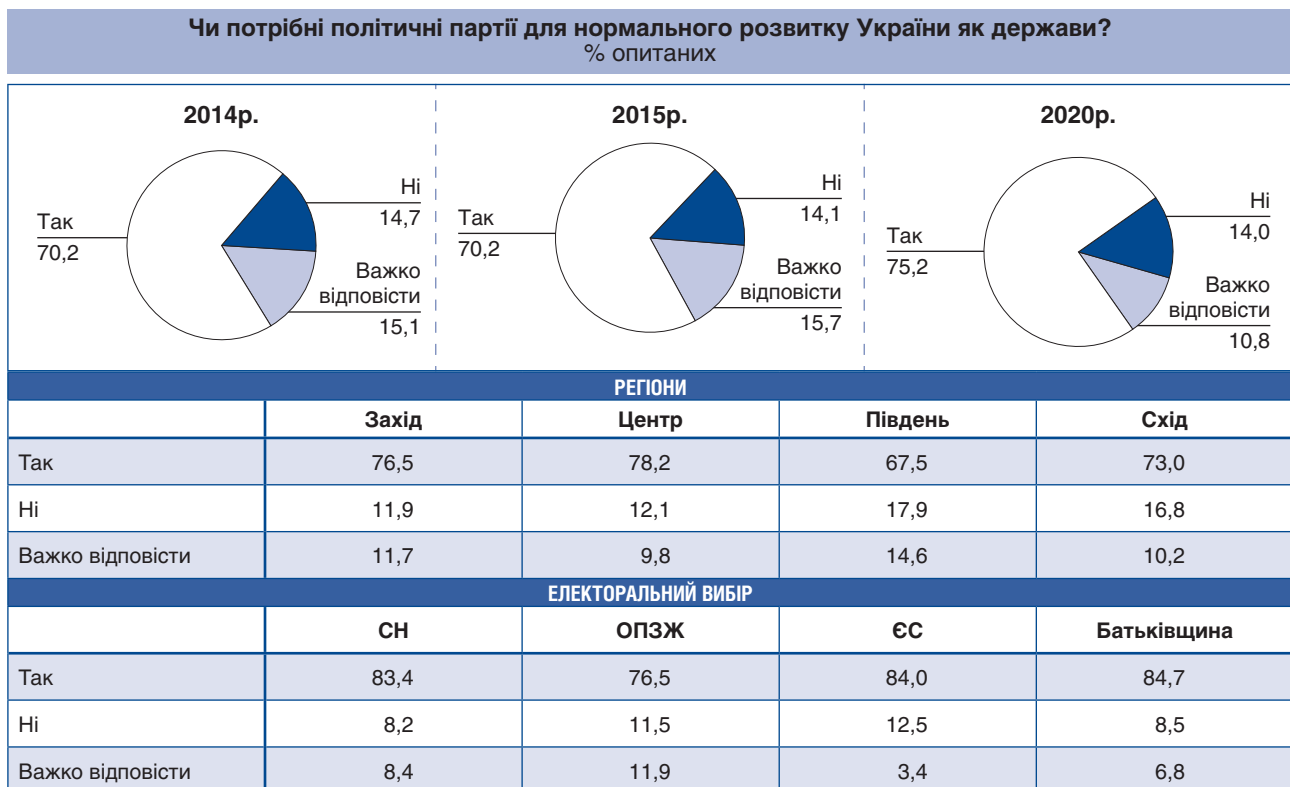 Чи потрібні політичні партії для нормального розвитку України як держави?
% опитаних
2014р.
Так
70,2
Ні
14,7
Важко
відповісти
15,1
2015р.
Так
70,2
Ні
14,1
Важко
відповісти
15,7
2020р.
Так
75,2
Ні
14,0
Важко
відповісти
10,8
РЕГІОНИ
Захід Центр Південь Схід
Так 76,5 78,2 67,5 73,0
Ні 11,9 12,1 17,9 16,8
Важко відповісти 11,7 9,8 14,6 10,2
ЕЛЕКТОРАЛЬНИЙ ВИБІР
СН ОПЗЖ ЄС Батьківщина
Так 83,4 76,5 84,0 84,7
Ні 8,2 11,5 12,5 8,5
Важко відповісти 8,4 11,9 3,4 6,8